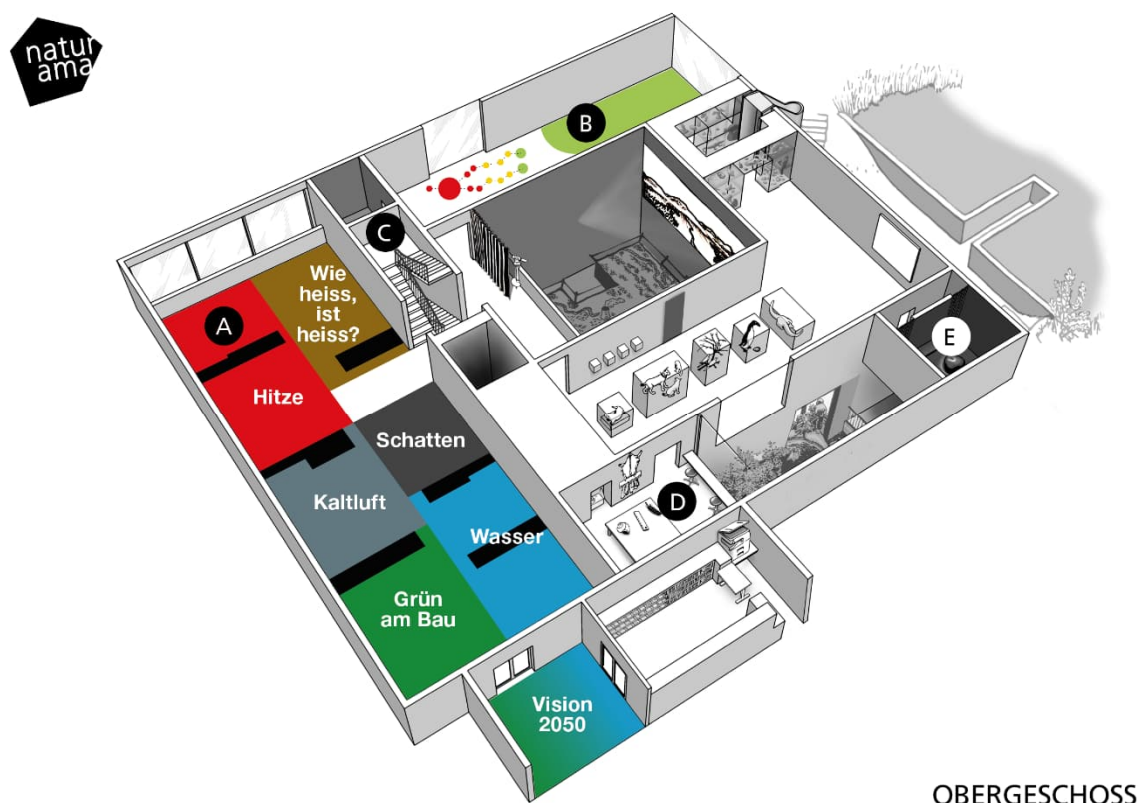 natur
ama
B
C
Wie
heiss,
ist
heiss?
A
E
Hitze
Schatten
Kaltluft
D
Wasser
Grün
am Bau
Vision
2050
OBERGESCHOSS